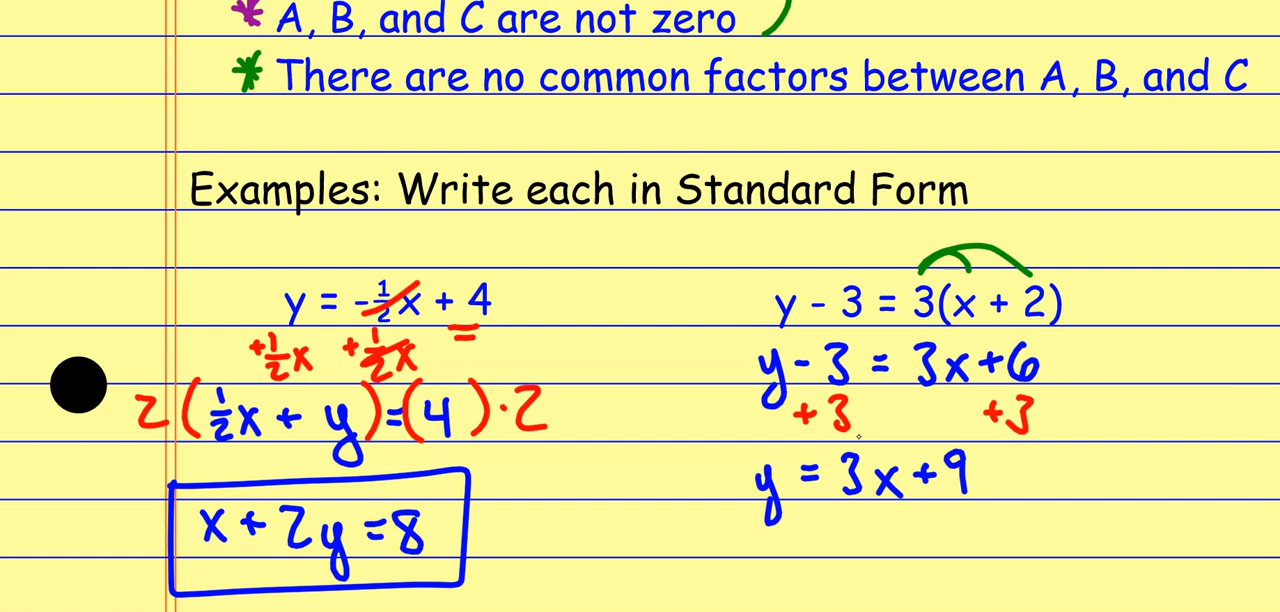 * A, B, and C are not zero )
* There are no common factors between A, B, and C
Examples: Write each in Standard Form
y = -1/2x + 4
+1/2x +1/2x =
2(1/2x + y)=(4)·2
x+2y=8
y - 3 = 3(x + 2)
y-3 = 3x+6
+3 +3
y = 3x+9